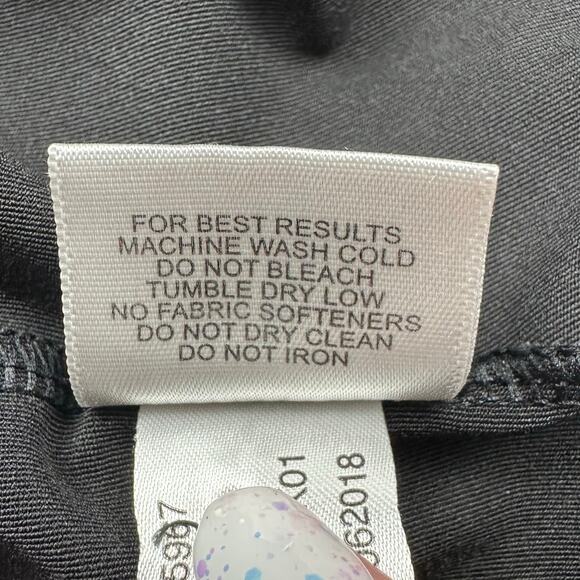 FOR BEST RESULTS
MACHINE WASH COLD
DO NOT BLEACH
TUMBLE DRY LOW
NO FABRIC SOFTENERS
DO NOT DRY CLEAN
DO NOT IRON